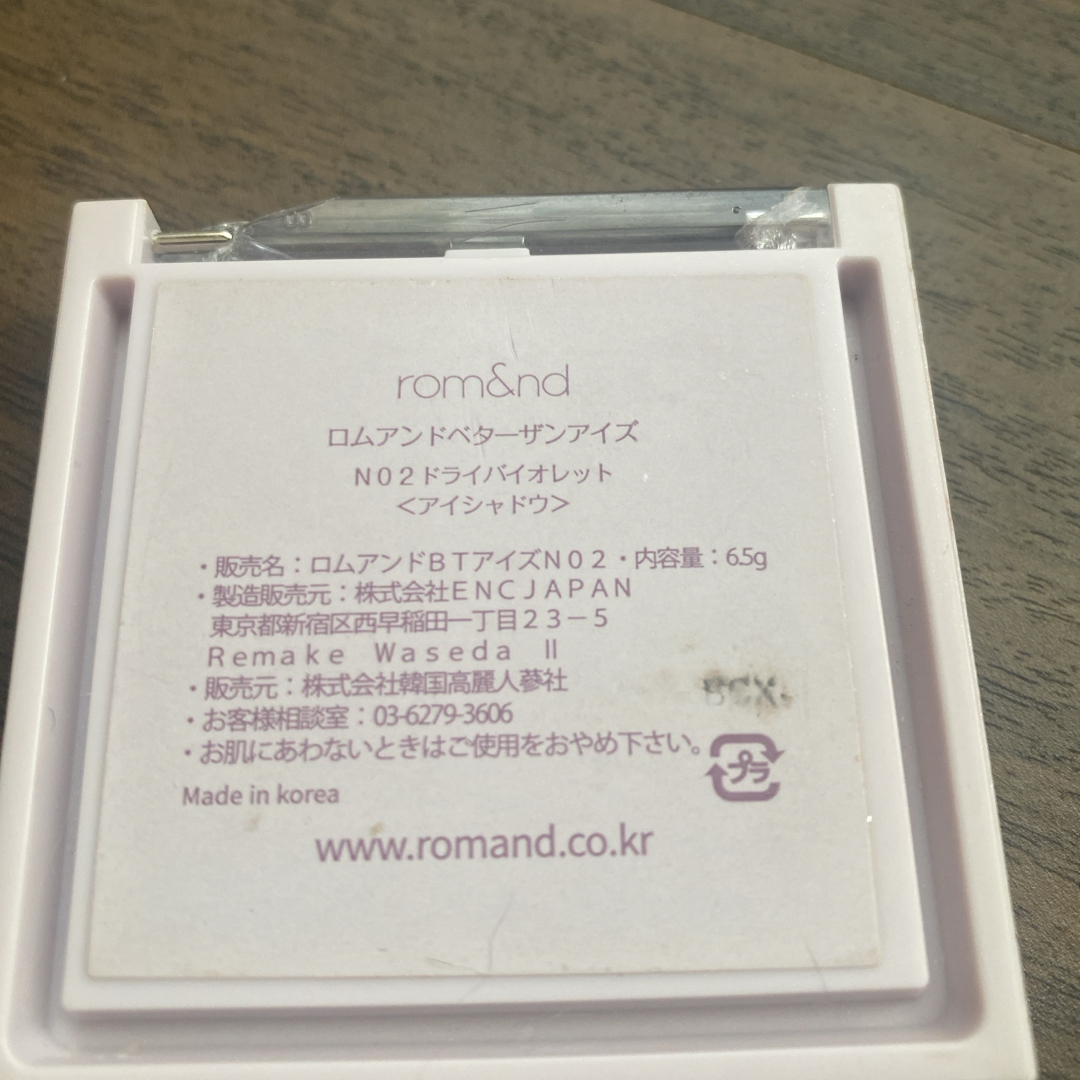 rom&nd
ロムアンドベターザンアイズ
N02ドライバイオレット
<アイシャドウ>
・販売名：ロムアンドBTアイズN02・内容量：6.5g
・製造販売元：株式会社ENCJAPAN
東京都新宿区西早稲田一丁目23-5
Remake Waseda II
・販売元：株式会社韓国高麗人蔘社
・お客様相談室：03-6279-3606
・お肌にあわないときはご使用をおやめ下さい。
プラ
Made in korea
www.romand.co.kr